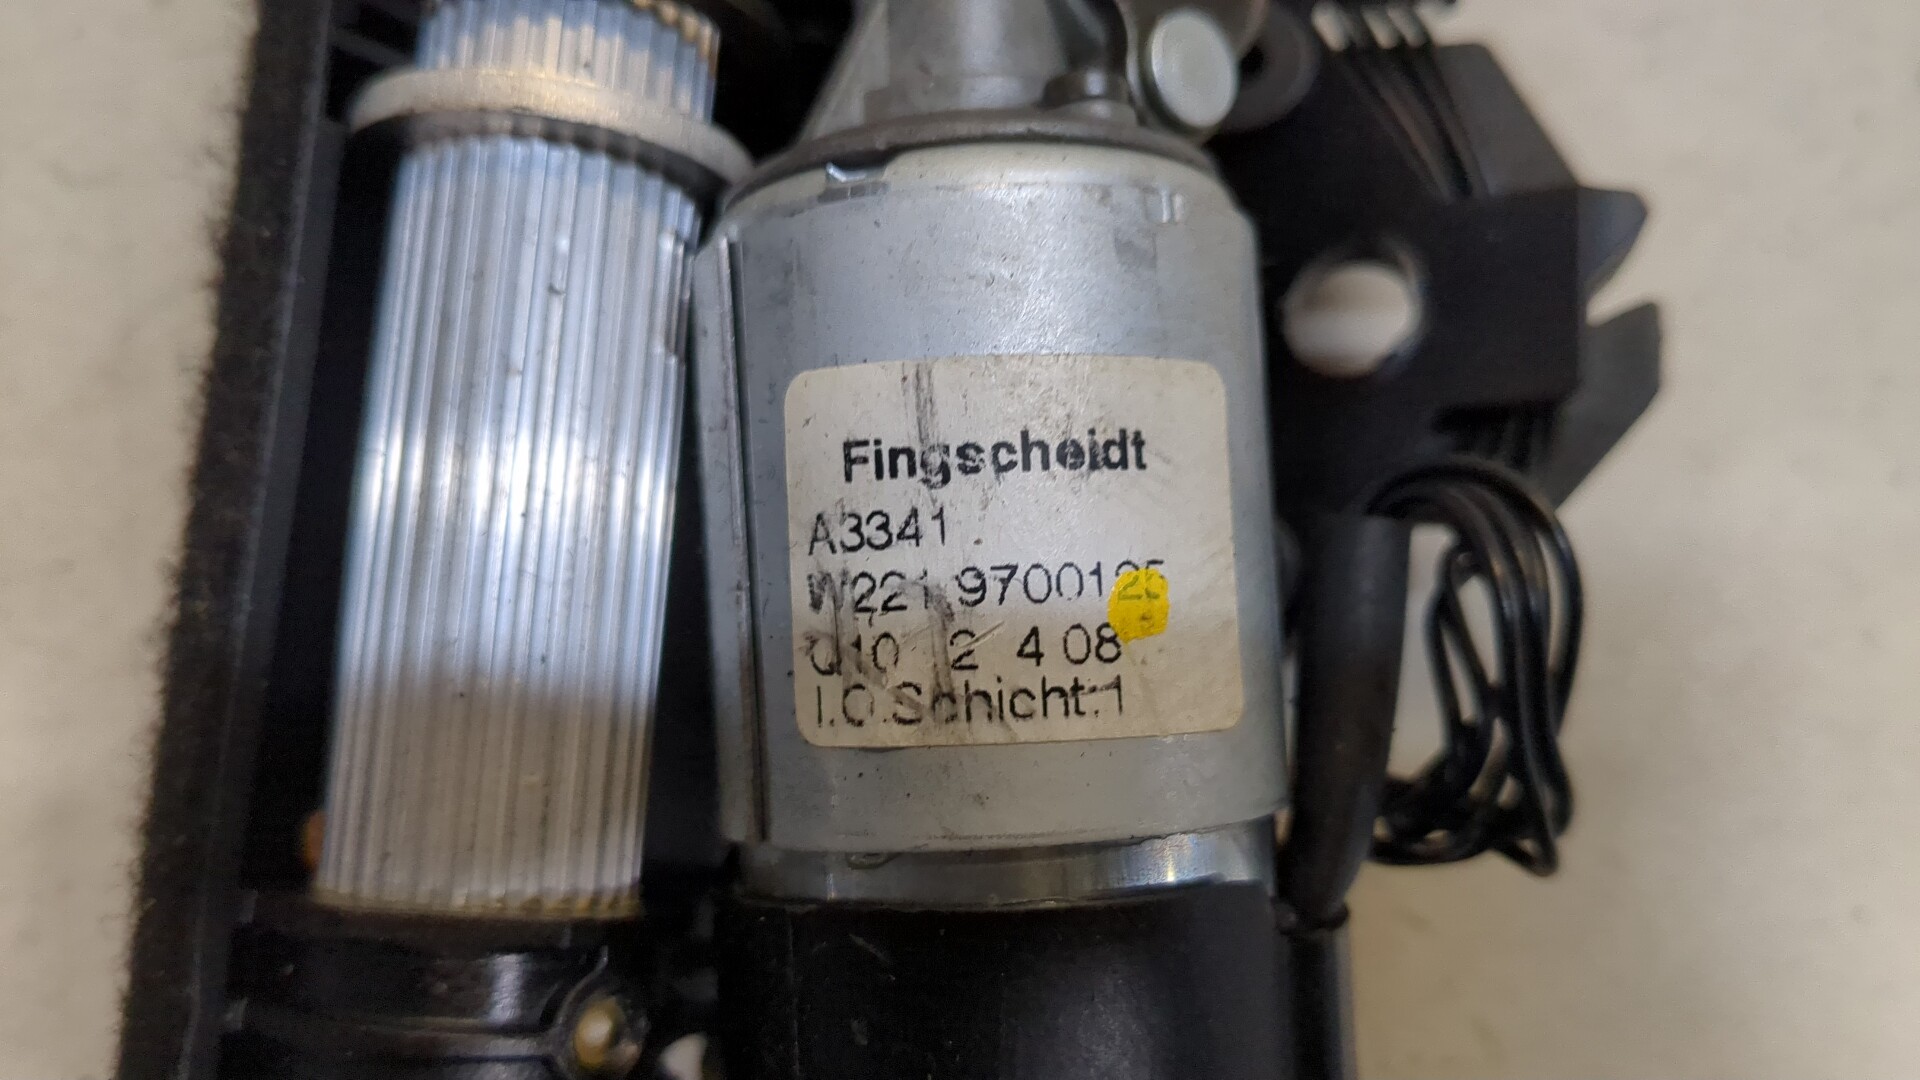 Fingscheidt
A3341
W221 9700125
Q10 2 4 08
I.O.Schicht:1